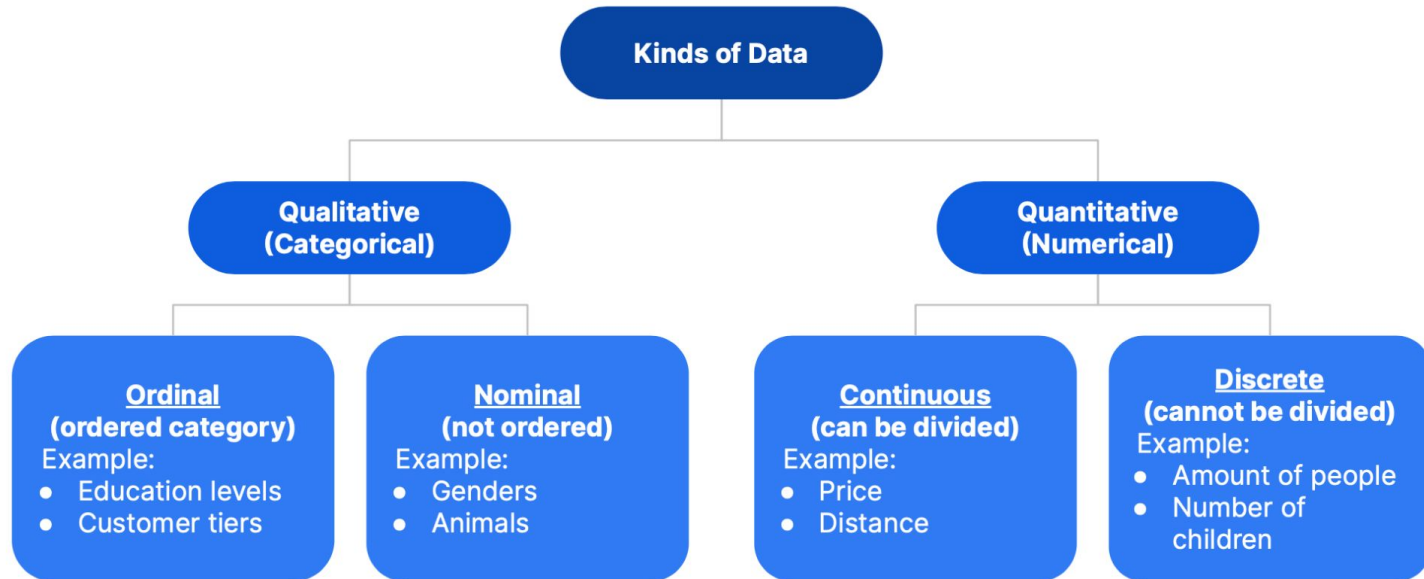 Kinds of Data
Qualitative
(Categorical)
Quantitative
(Numerical)
Ordinal
(ordered category)
Example:
● Education levels
● Customer tiers
Nominal
(not ordered)
Example:
● Genders
● Animals
Continuous
(can be divided)
Example:
● Price
● Distance
Discrete
(cannot be divided)
Example:
● Amount of people
● Number of
children